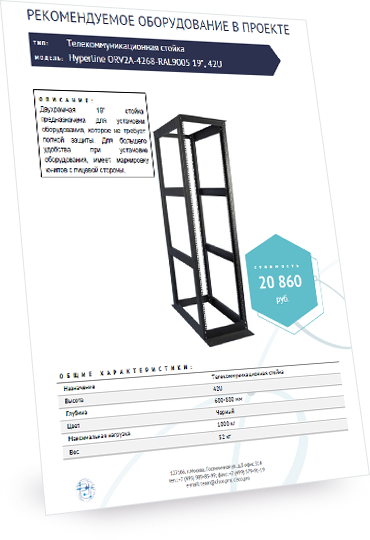 РЕКОМЕНДУЕМОЕ ОБОРУДОВАНИЕ В ПРОЕКТЕ
ТИП: Телекоммуникационная стойка
МОДЕЛЬ: Hyperline ORV2A-4268-RAL9005 19", 42U
ОПИСАНИЕ:
Двухрамная 19" стойка
предназначена для установки
оборудования, которое не требует
полной защиты. Для большего
удобства при установке
оборудования, имеет маркировку
юнитов с лицевой стороны.
СТОИМОСТЬ
20 860
руб.
ОБЩИЕ ХАРАКТЕРИСТИКИ:
Назначение Телекоммуникационная стойка
Высота 42U
Глубина 600-800 мм
Цвет Черный
Максимальная нагрузка 1000 кг
Вес 52 кг